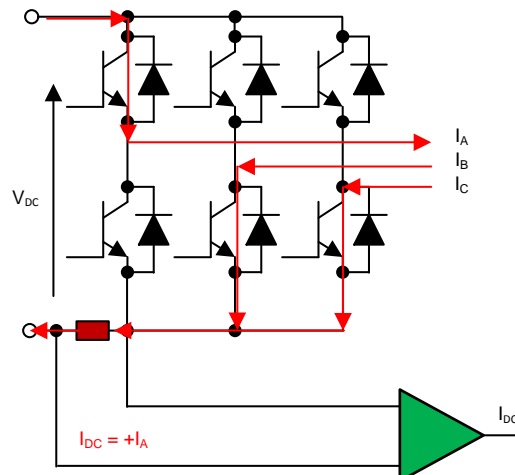 I_A
I_B
I_C
V_DC
I_DC
I_DC = +I_A